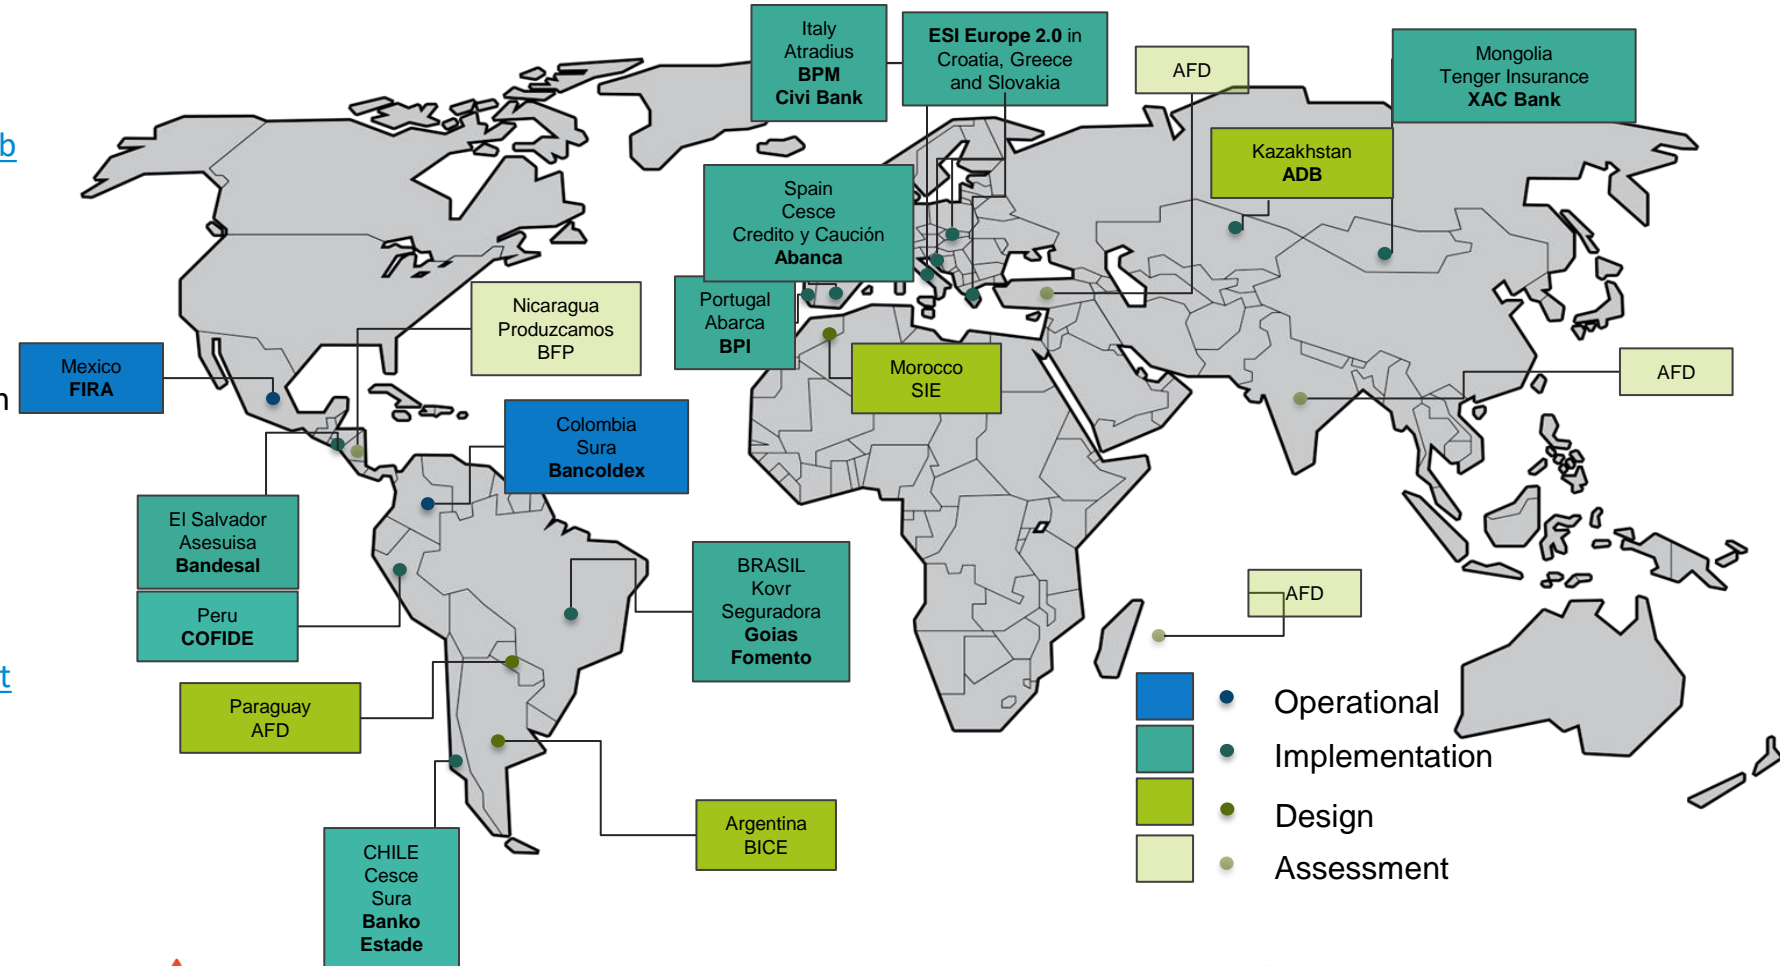 b
n
t
Italy
Atradius
BPM
Civi Bank
ESI Europe 2.0 in
Croatia, Greece
and Slovakia
AFD
Mongolia
Tenger Insurance
XAC Bank
Kazakhstan
ADB
Spain
Cesce
Credito y Caución
Abanca
Portugal
Abarca
BPI
Nicaragua
Produzcamos
BFP
Mexico
FIRA
Morocco
SIE
AFD
Colombia
Sura
Bancoldex
El Salvador
Asesuisa
Bandesal
Peru
COFIDE
BRASIL
Kovr
Seguradora
Goias
Fomento
AFD
Paraguay
AFD
Argentina
BICE
CHILE
Cesce
Sura
Banko
Estade
Operational
Implementation
Design
Assessment